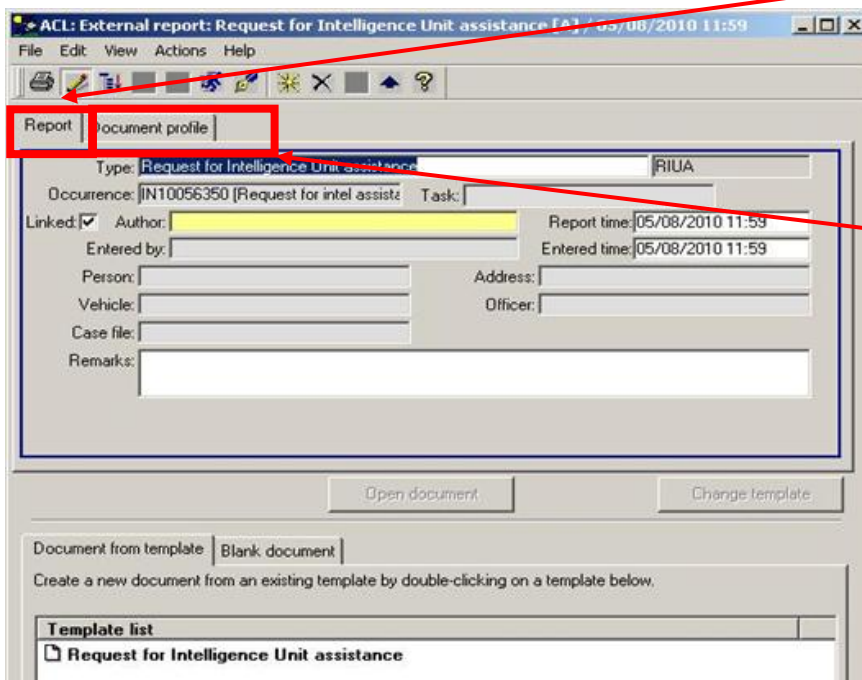 ACL: External report: Request for Intelligence Unit assistance [A] / 05/08/2010 11:59
File Edit View Actions Help
Report Document profile
Type: Request for Intelligence Unit assistance RIUA
Occurrence: IN10056350 [Request for intel assista Task:
Linked: Author: Report time: 05/08/2010 11:59
Entered by: Entered time: 05/08/2010 11:59
Person: Address:
Vehicle: Officer:
Case file:
Remarks:
Open document Change template
Document from template Blank document
Create a new document from an existing template by double-clicking on a template below.
Template list
Request for Intelligence Unit assistance